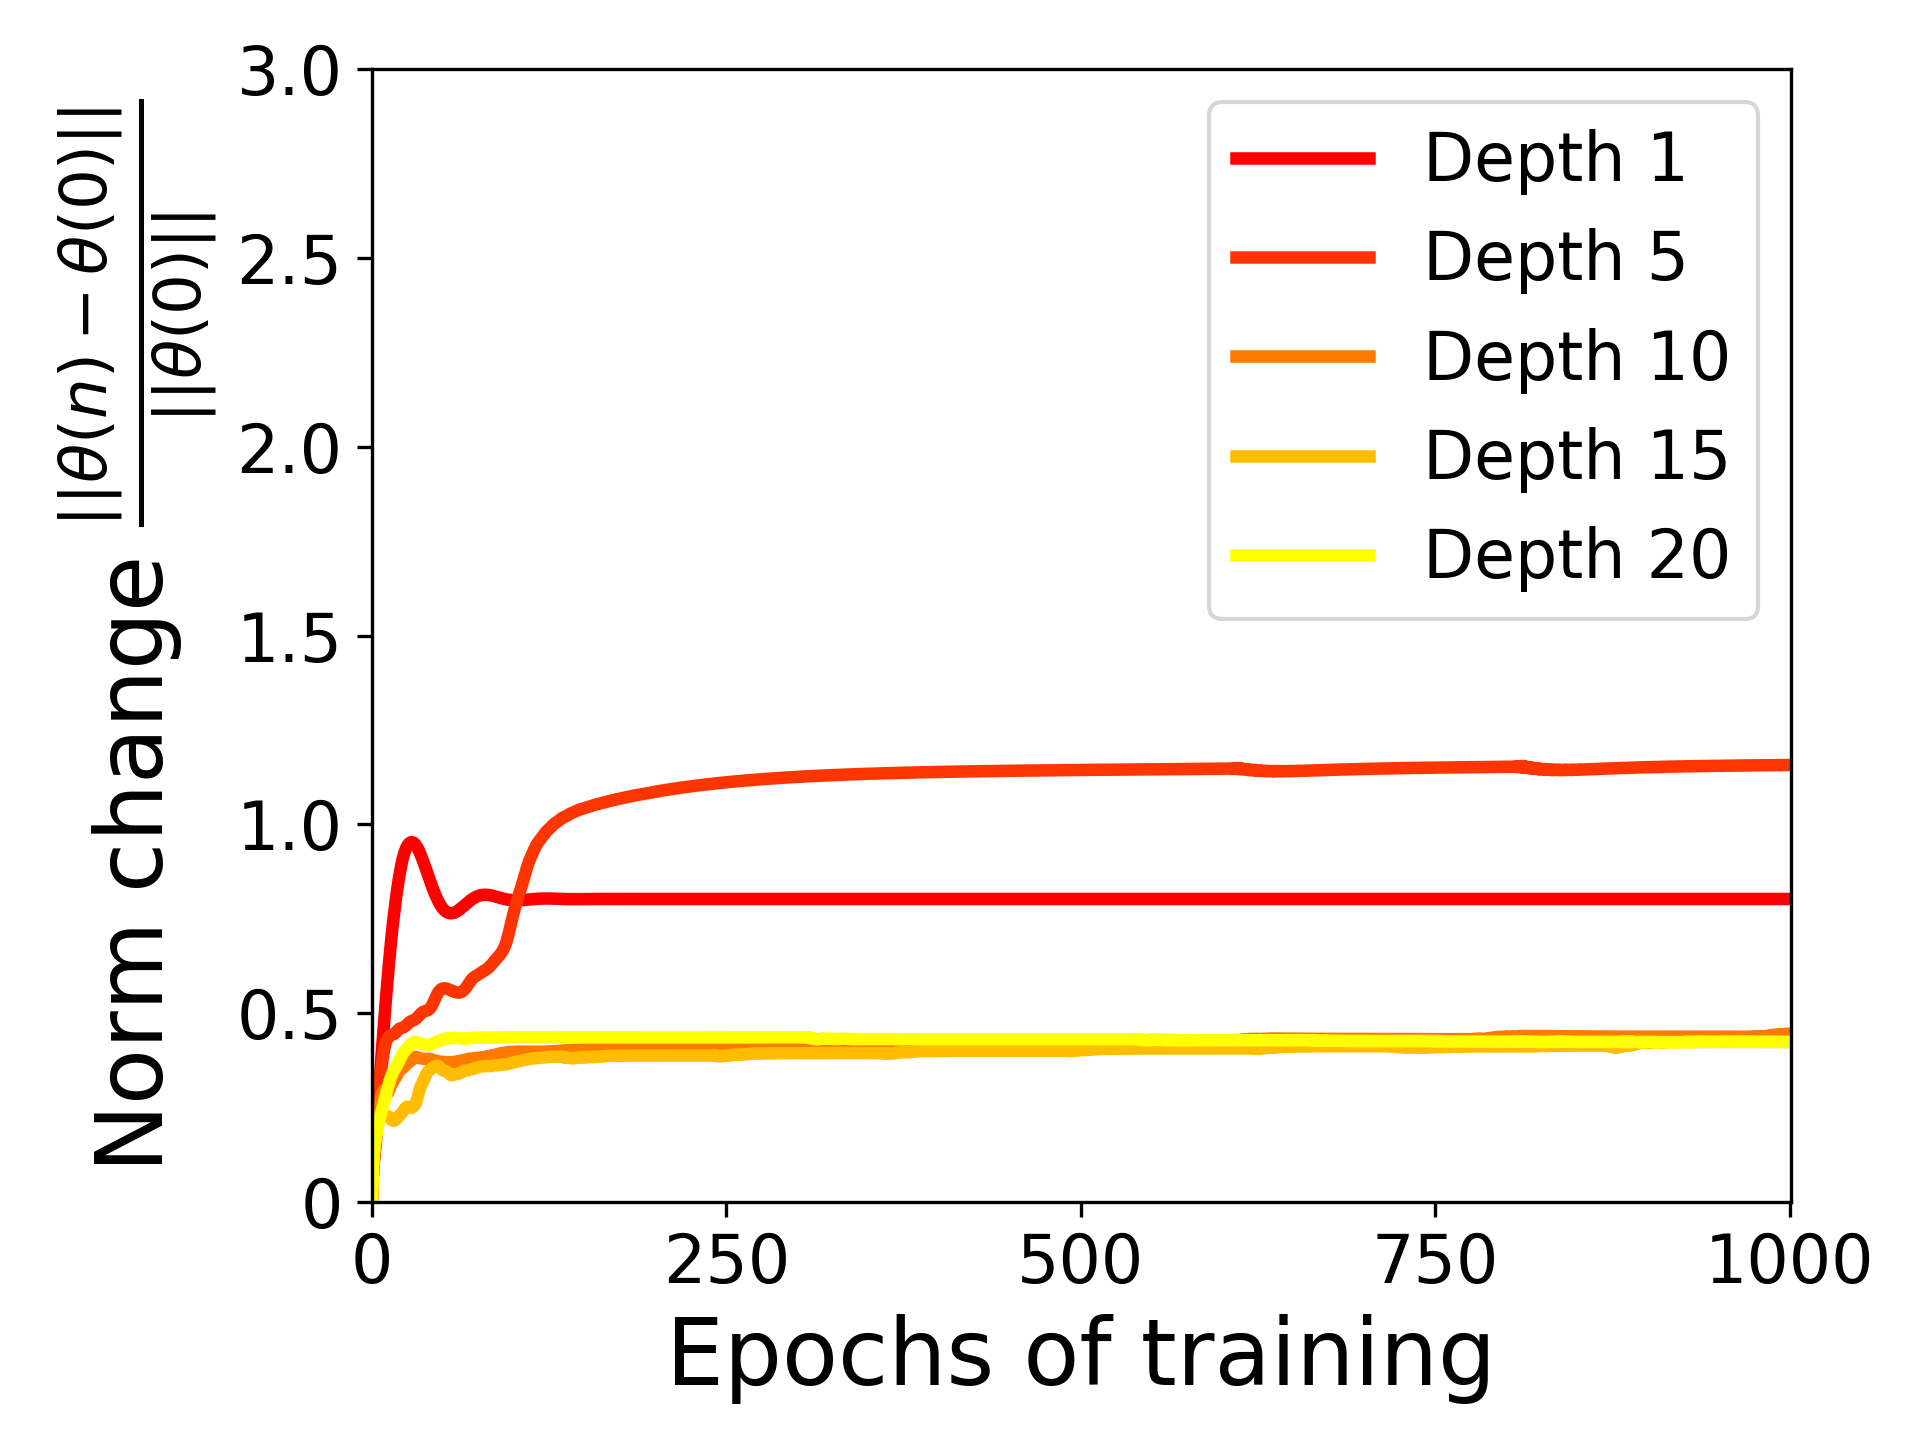 Norm change ||θ(n) − θ(0)|| / ||θ(0)||
3.0
2.5
2.0
1.5
1.0
0.5
0
0 250 500 750 1000
Epochs of training
Depth 1
Depth 5
Depth 10
Depth 15
Depth 20